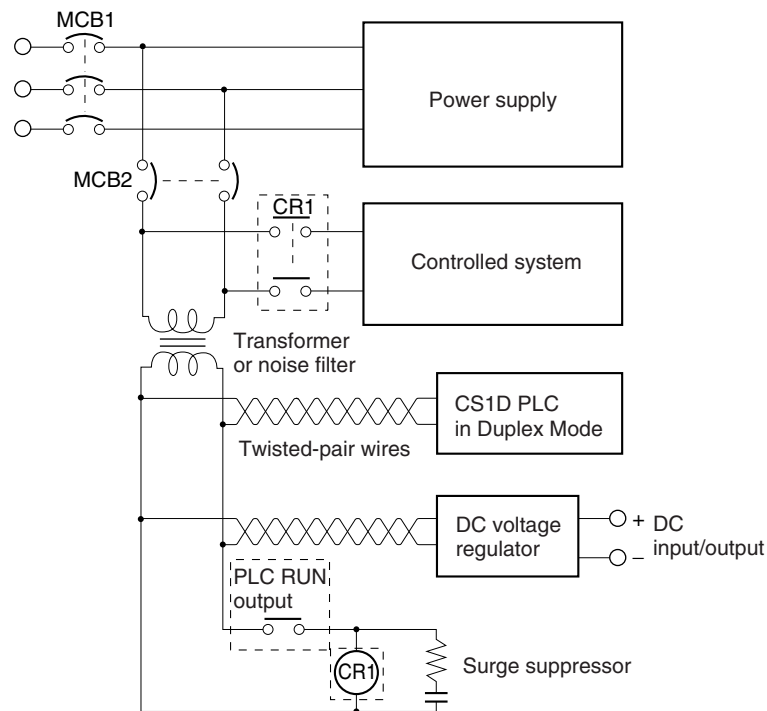 MCB1
Power supply
MCB2
CR1
Controlled system
Transformer
or noise filter
CS1D PLC
in Duplex Mode
Twisted-pair wires
DC voltage
regulator
+
–
DC
input/output
PLC RUN
output
CR1
Surge suppressor